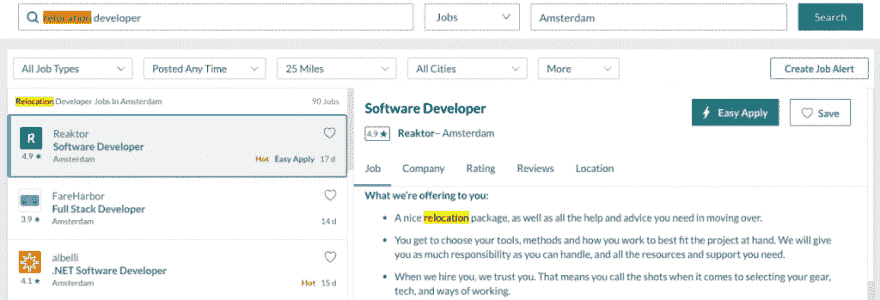 relocation developer
Jobs
Amsterdam
Search
All Job Types
Posted Any Time
25 Miles
All Cities
More
Create Job Alert
Relocation Developer Jobs In Amsterdam
90 Jobs
R
Reaktor
Software Developer
4.9 ★
Amsterdam
Hot Easy Apply 17 d
FareHarbor
Full Stack Developer
3.9 ★
Amsterdam
14 d
albelli
.NET Software Developer
4.1 ★
Amsterdam
Hot 15 d
Software Developer
4.9 ★ Reaktor– Amsterdam
Easy Apply
Save
Job
Company
Rating
Reviews
Location
What we're offering to you:
• A nice relocation package, as well as all the help and advice you need in moving over.
• You get to choose your tools, methods and how you work to best fit the project at hand. We will give
you as much responsibility as you can handle, and all the resources and support you need.
• When we hire you, we trust you. That means you call the shots when it comes to selecting your gear,
tech, and ways of working.